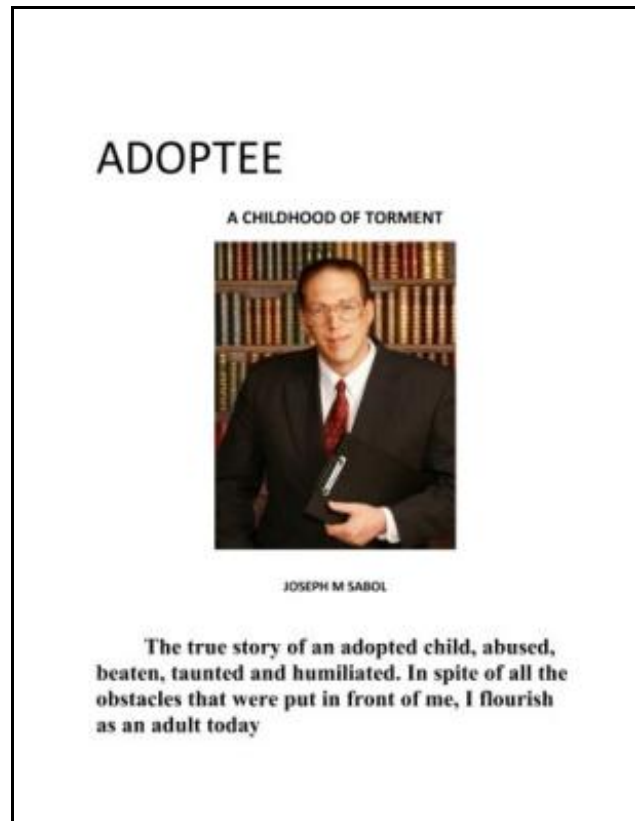 ADOPTEE
A CHILDHOOD OF TORMENT
JOSEPH M SABOL
The true story of an adopted child, abused,
beaten, taunted and humiliated. In spite of all the
obstacles that were put in front of me, I flourish
as an adult today